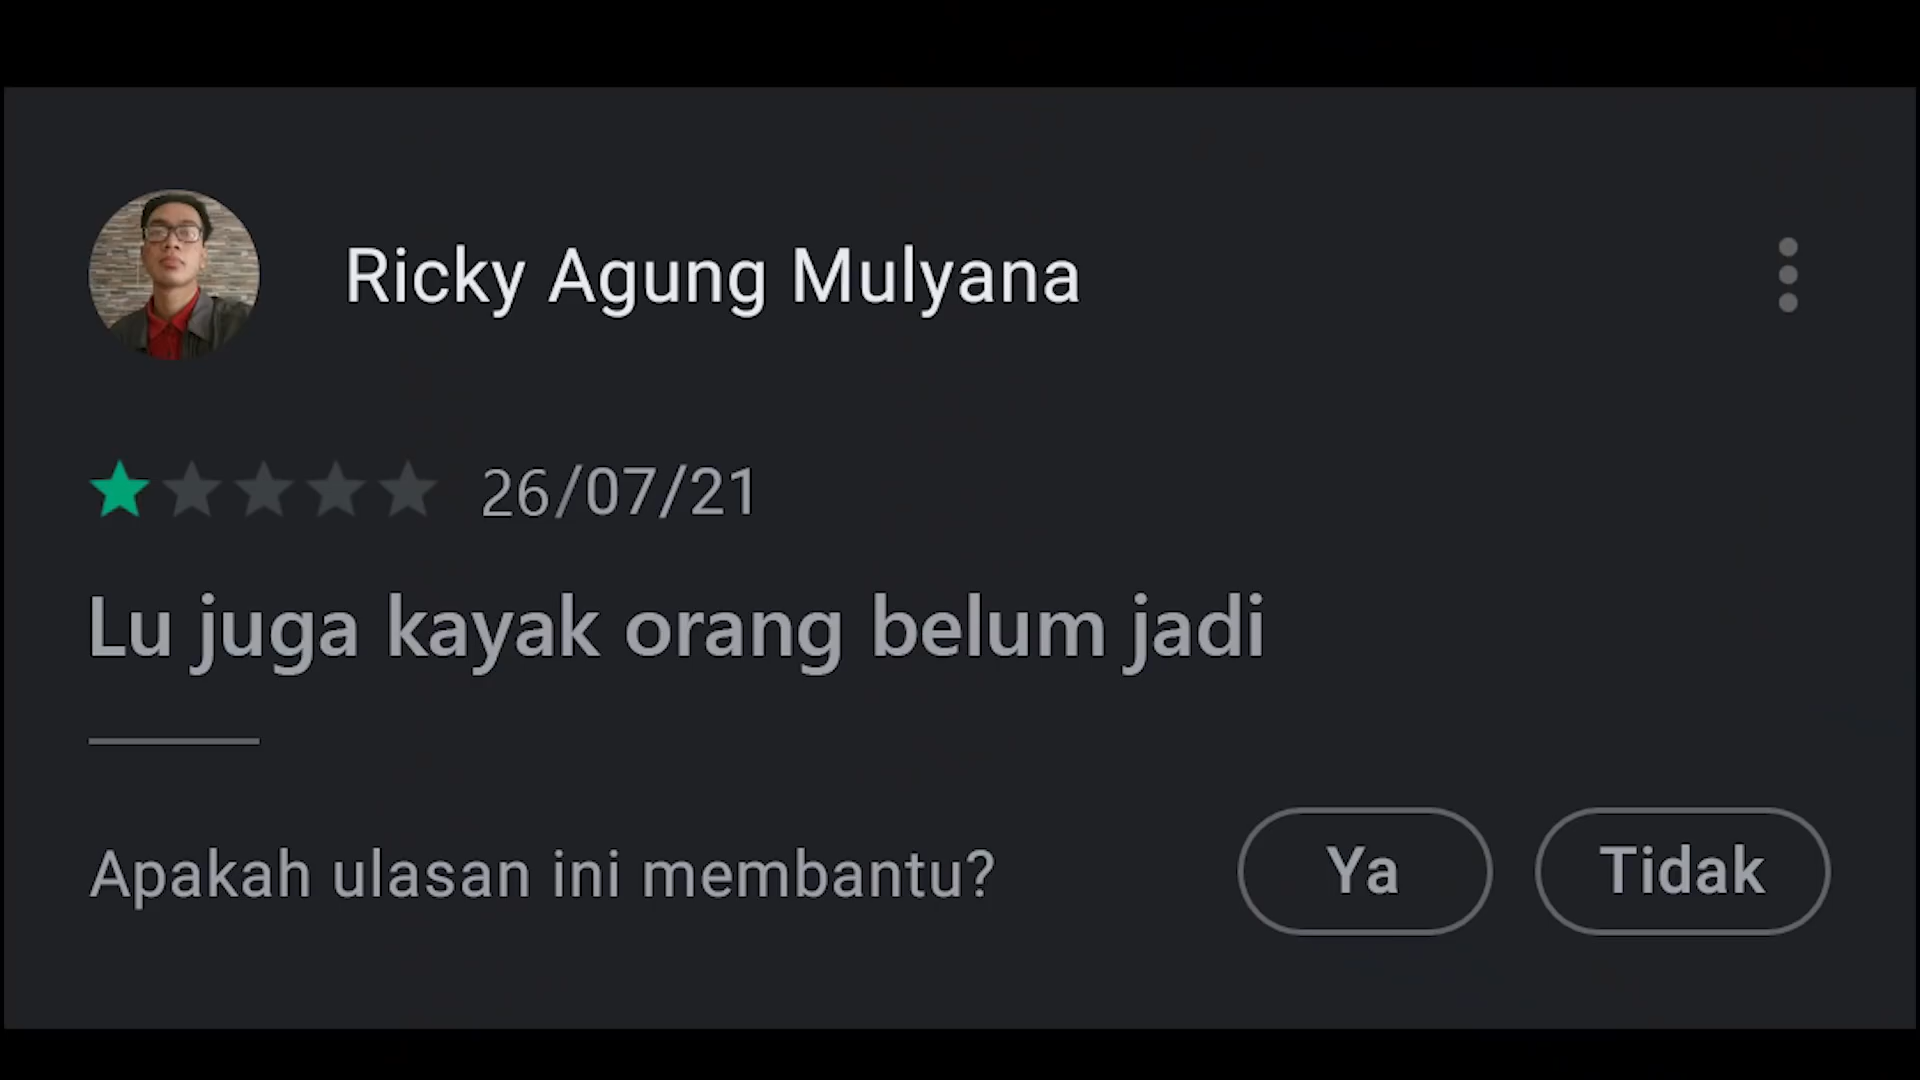 Ricky Agung Mulyana
26/07/21
Lu juga kayak orang belum jadi
Apakah ulasan ini membantu?
Ya
Tidak